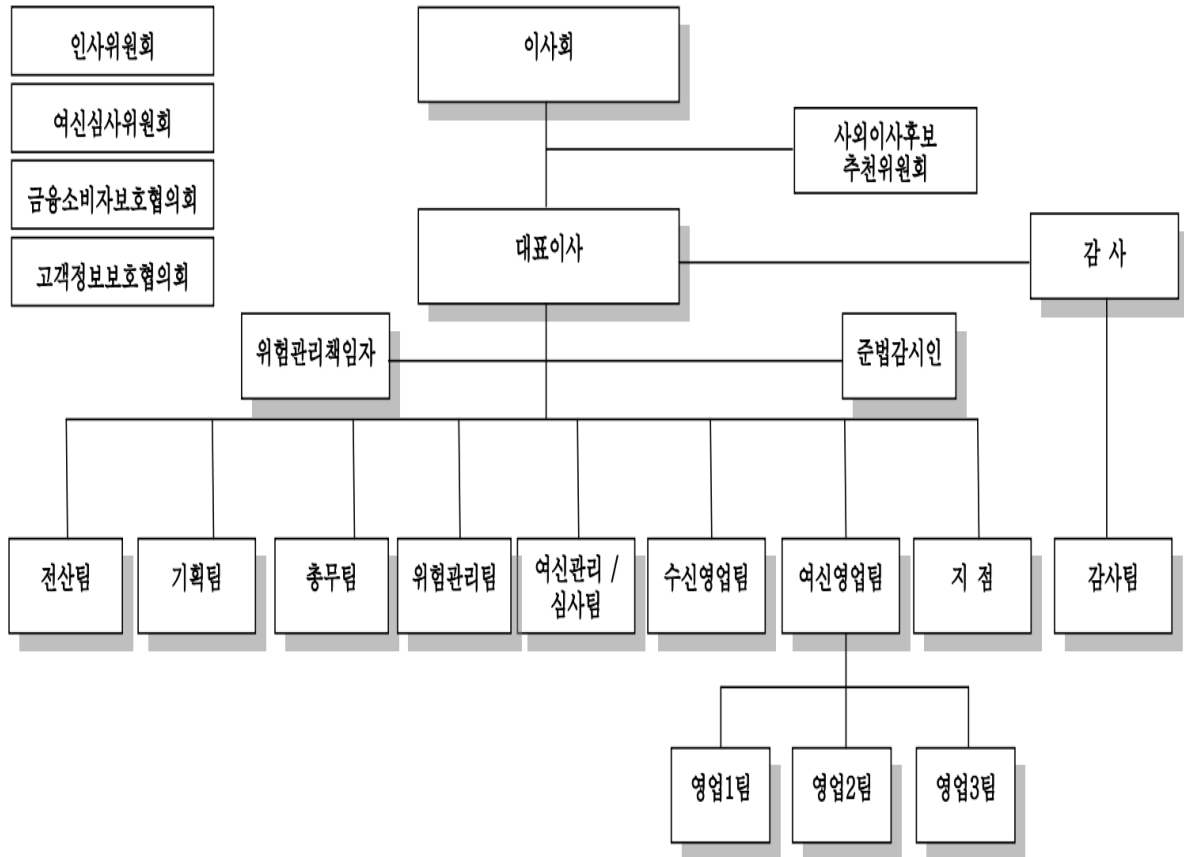 인사위원회
이사회
여신심사위원회
사외이사후보
추천위원회
금융소비자보호협의회
대표이사
감 사
고객정보보호협의회
위험관리책임자
준법감시인
전산팀
기획팀
총무팀
위험관리팀
여신관리 /
심사팀
수신영업팀
여신영업팀
지 점
감사팀
영업1팀
영업2팀
영업3팀